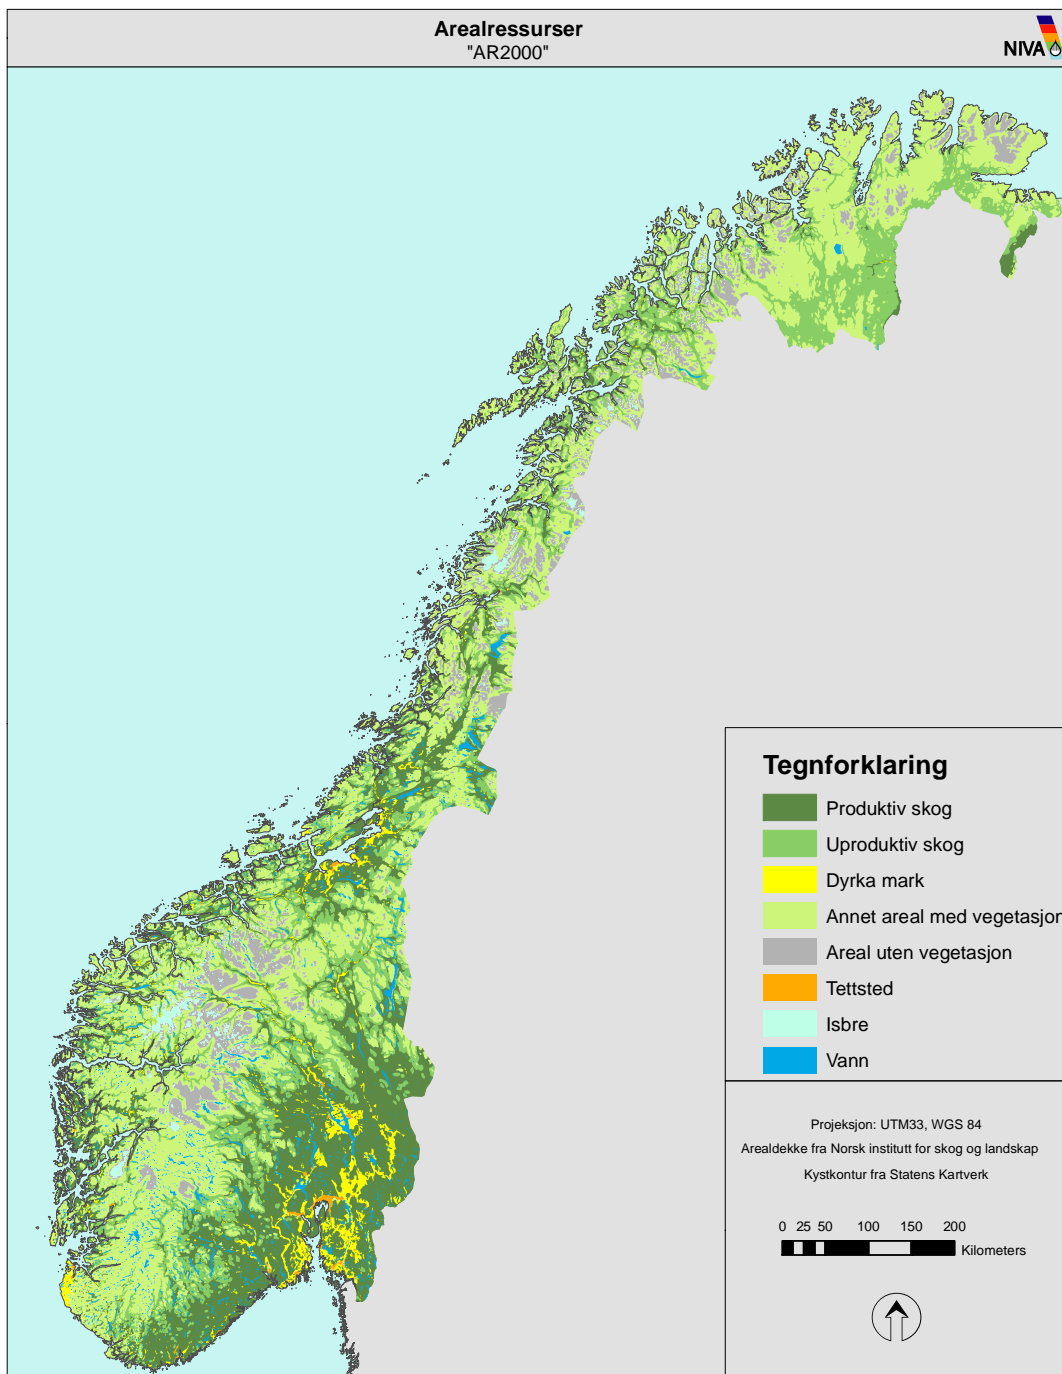 Arealressurser
"AR2000"
NIVA
Tegnforklaring
Produktiv skog
Uproduktiv skog
Dyrka mark
Annet areal med vegetasjon
Areal uten vegetasjon
Tettsted
Isbre
Vann
Projeksjon: UTM33, WGS 84
Arealdekke fra Norsk institutt for skog og landskap
Kystkontur fra Statens Kartverk
0 25 50 100 150 200
Kilometers